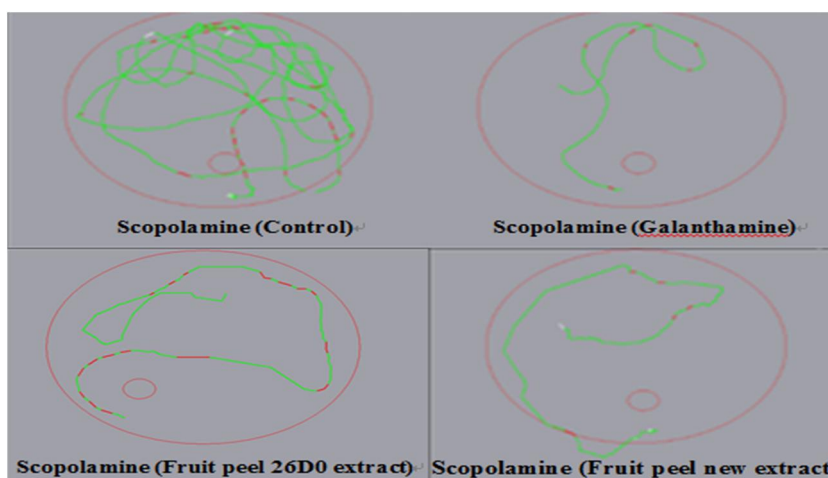 Scopolamine (Control)
Scopolamine (Galanthamine)
Scopolamine (Fruit peel 26D0 extract)
Scopolamine (Fruit peel new extract